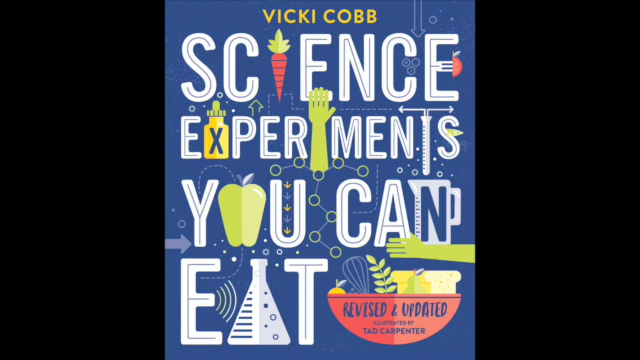 VICKI COBB
SCIENCE
EXPERIMENTS
YOU CAN
EAT
REVISED & UPDATED
ILLUSTRATED BY
TAD CARPENTER